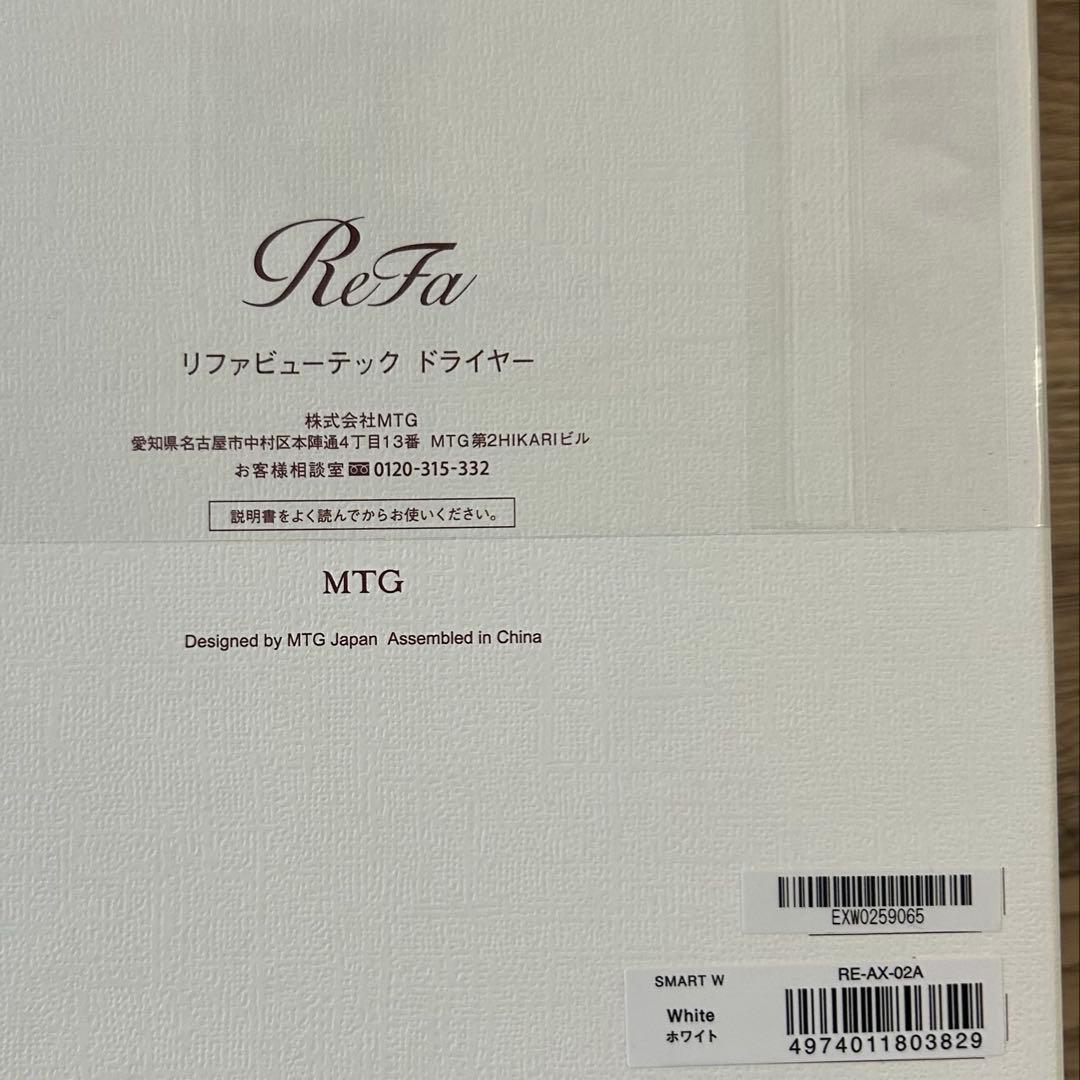 ReFa
リファビューテック ドライヤー
株式会社MTG
愛知県名古屋市中村区本陣通4丁目13番 MTG第2HIKARIビル
お客様相談室 0120-315-332
説明書をよく読んでからお使いください。
MTG
Designed by MTG Japan Assembled in China
EXW0259065
SMART W
RE-AX-02A
White
ホワイト
4974011803829